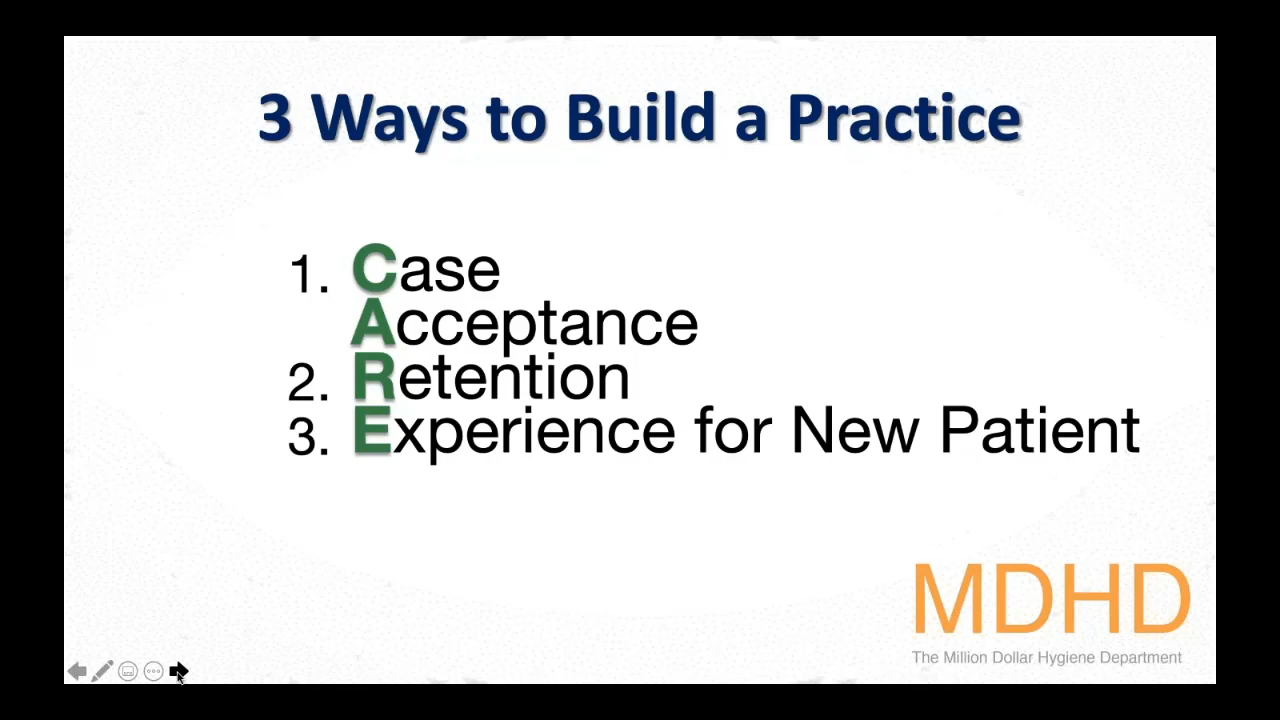 3 Ways to Build a Practice
1. Case
Acceptance
2. Retention
3. Experience for New Patient
MDHD
The Million Dollar Hygiene Department